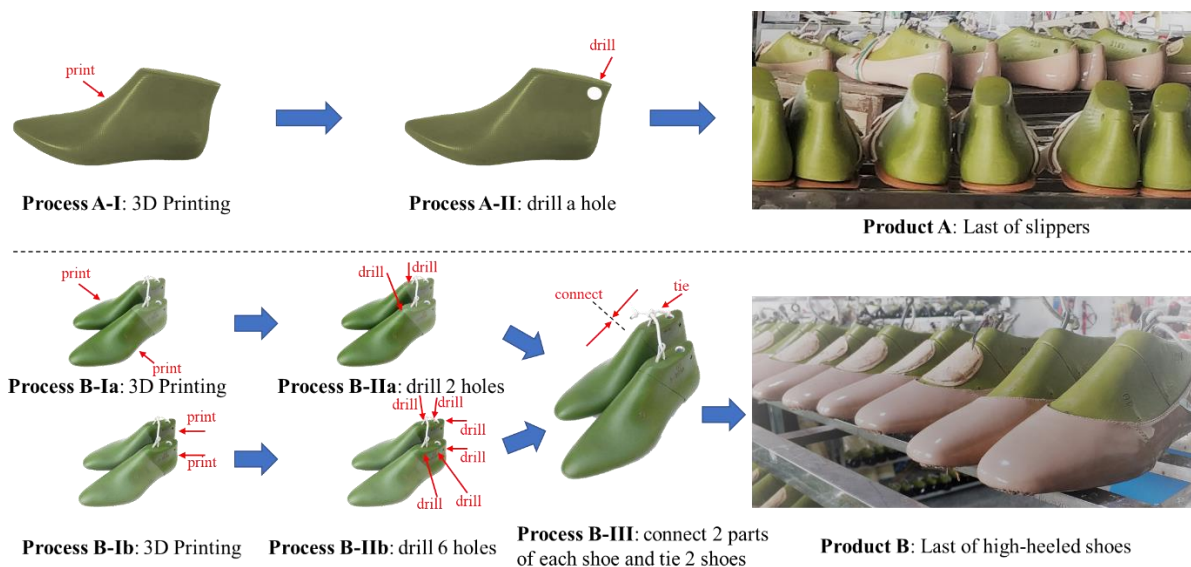 print
drill
Process A-I: 3D Printing
Process A-II: drill a hole
Product A: Last of slippers
print
print
drill
drill
connect
tie
Process B-Ia: 3D Printing
Process B-IIa: drill 2 holes
print
print
drill
drill
drill
drill
drill
drill
Process B-Ib: 3D Printing
Process B-IIb: drill 6 holes
Process B-III: connect 2 parts
of each shoe and tie 2 shoes
Product B: Last of high-heeled shoes